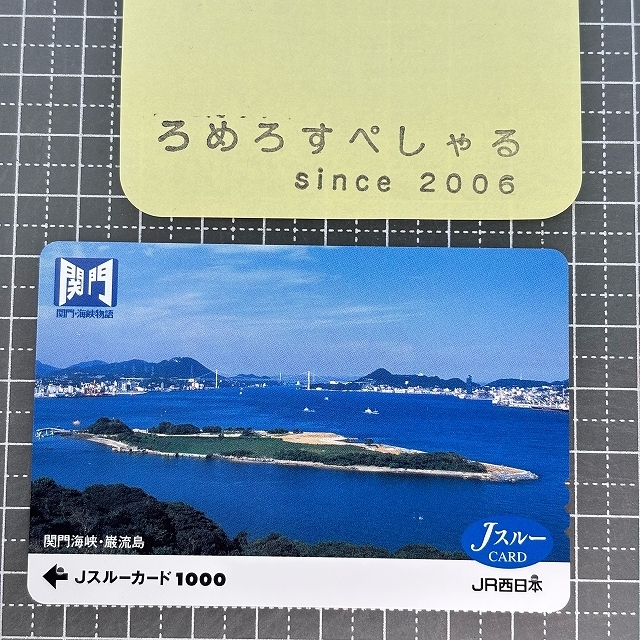 ろめろすぺしゃる
since 2006
関門
関門・海峡物語
関門海峡・巌流島
Jスルー
CARD
Jスルーカード 1000
JR西日本